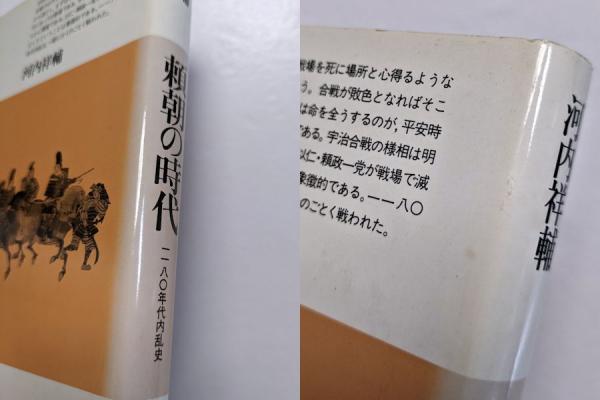 河内祥輔
頼朝の時代
一一八〇年代内乱史
戦場を死に場所と心得るような
う。合戦が敗色となればそこ
は命を全うするのが，平安時
である。宇治合戦の様相は明
以仁・頼政一党が戦場で滅
象徴的である。一一八〇
のごとく戦われた。
河内祥輔